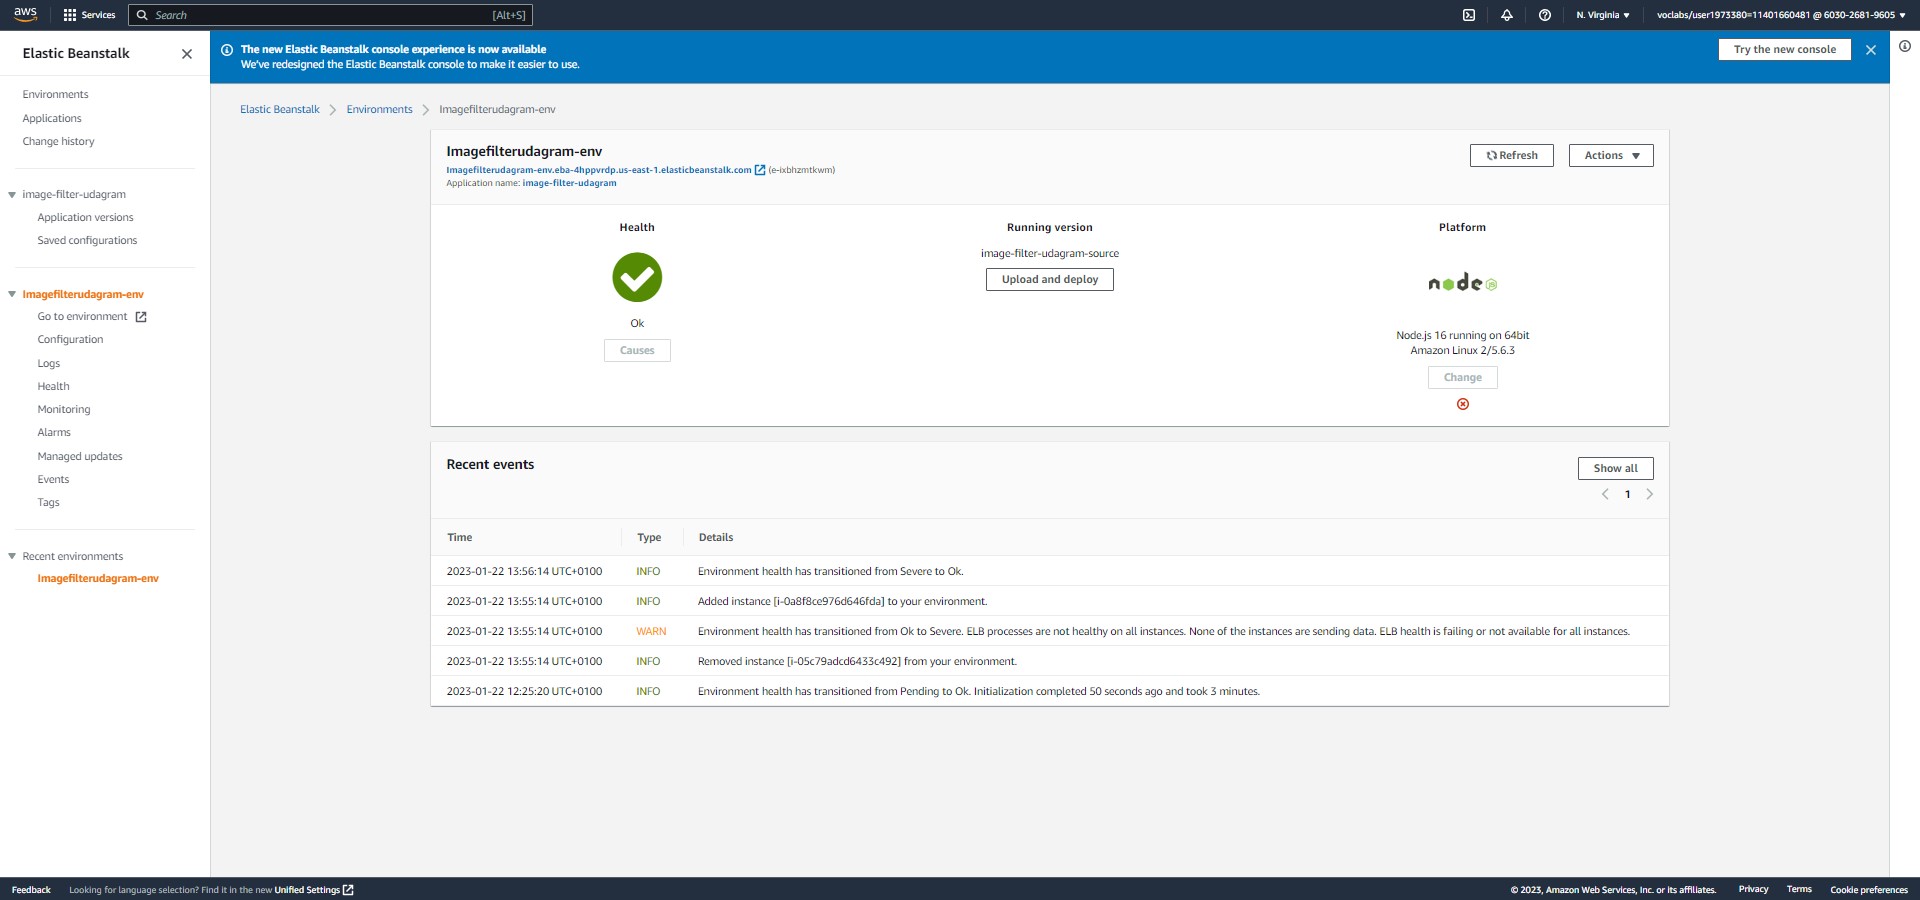 aws
Services
Search
[Alt+S]
N. Virginia
voclabs/user1973380=11401660481 @ 6030-2681-9605
Elastic Beanstalk
Environments
Applications
Change history
image-filter-udagram
Application versions
Saved configurations
Imagefilterudagram-env
Go to environment
Configuration
Logs
Health
Monitoring
Alarms
Managed updates
Events
Tags
Recent environments
Imagefilterudagram-env
The new Elastic Beanstalk console experience is now available
We've redesigned the Elastic Beanstalk console to make it easier to use.
Try the new console
Elastic Beanstalk
Environments
Imagefilterudagram-env
Imagefilterudagram-env
Imagefilterudagram-env.eba-4hppvrdp.us-east-1.elasticbeanstalk.com (e-ixbhzmtkwm)
Application name: image-filter-udagram
Refresh
Actions
Health
Ok
Causes
Running version
image-filter-udagram-source
Upload and deploy
Platform
node
JS
Node.js 16 running on 64bit
Amazon Linux 2/5.6.3
Change
Recent events
Show all
1
Time Type Details
2023-01-22 13:56:14 UTC+0100 INFO Environment health has transitioned from Severe to Ok.
2023-01-22 13:55:14 UTC+0100 INFO Added instance [i-0a8f8ce976d646fda] to your environment.
2023-01-22 13:55:14 UTC+0100 WARN Environment health has transitioned from Ok to Severe. ELB processes are not healthy on all instances. None of the instances are sending data. ELB health is failing or not available for all instances.
2023-01-22 13:55:14 UTC+0100 INFO Removed instance [i-05c79adcd6433c492] from your environment.
2023-01-22 12:25:20 UTC+0100 INFO Environment health has transitioned from Pending to Ok. Initialization completed 50 seconds ago and took 3 minutes.
Feedback
Looking for language selection? Find it in the new Unified Settings
© 2023, Amazon Web Services, Inc. or its affiliates.
Privacy
Terms
Cookie preferences